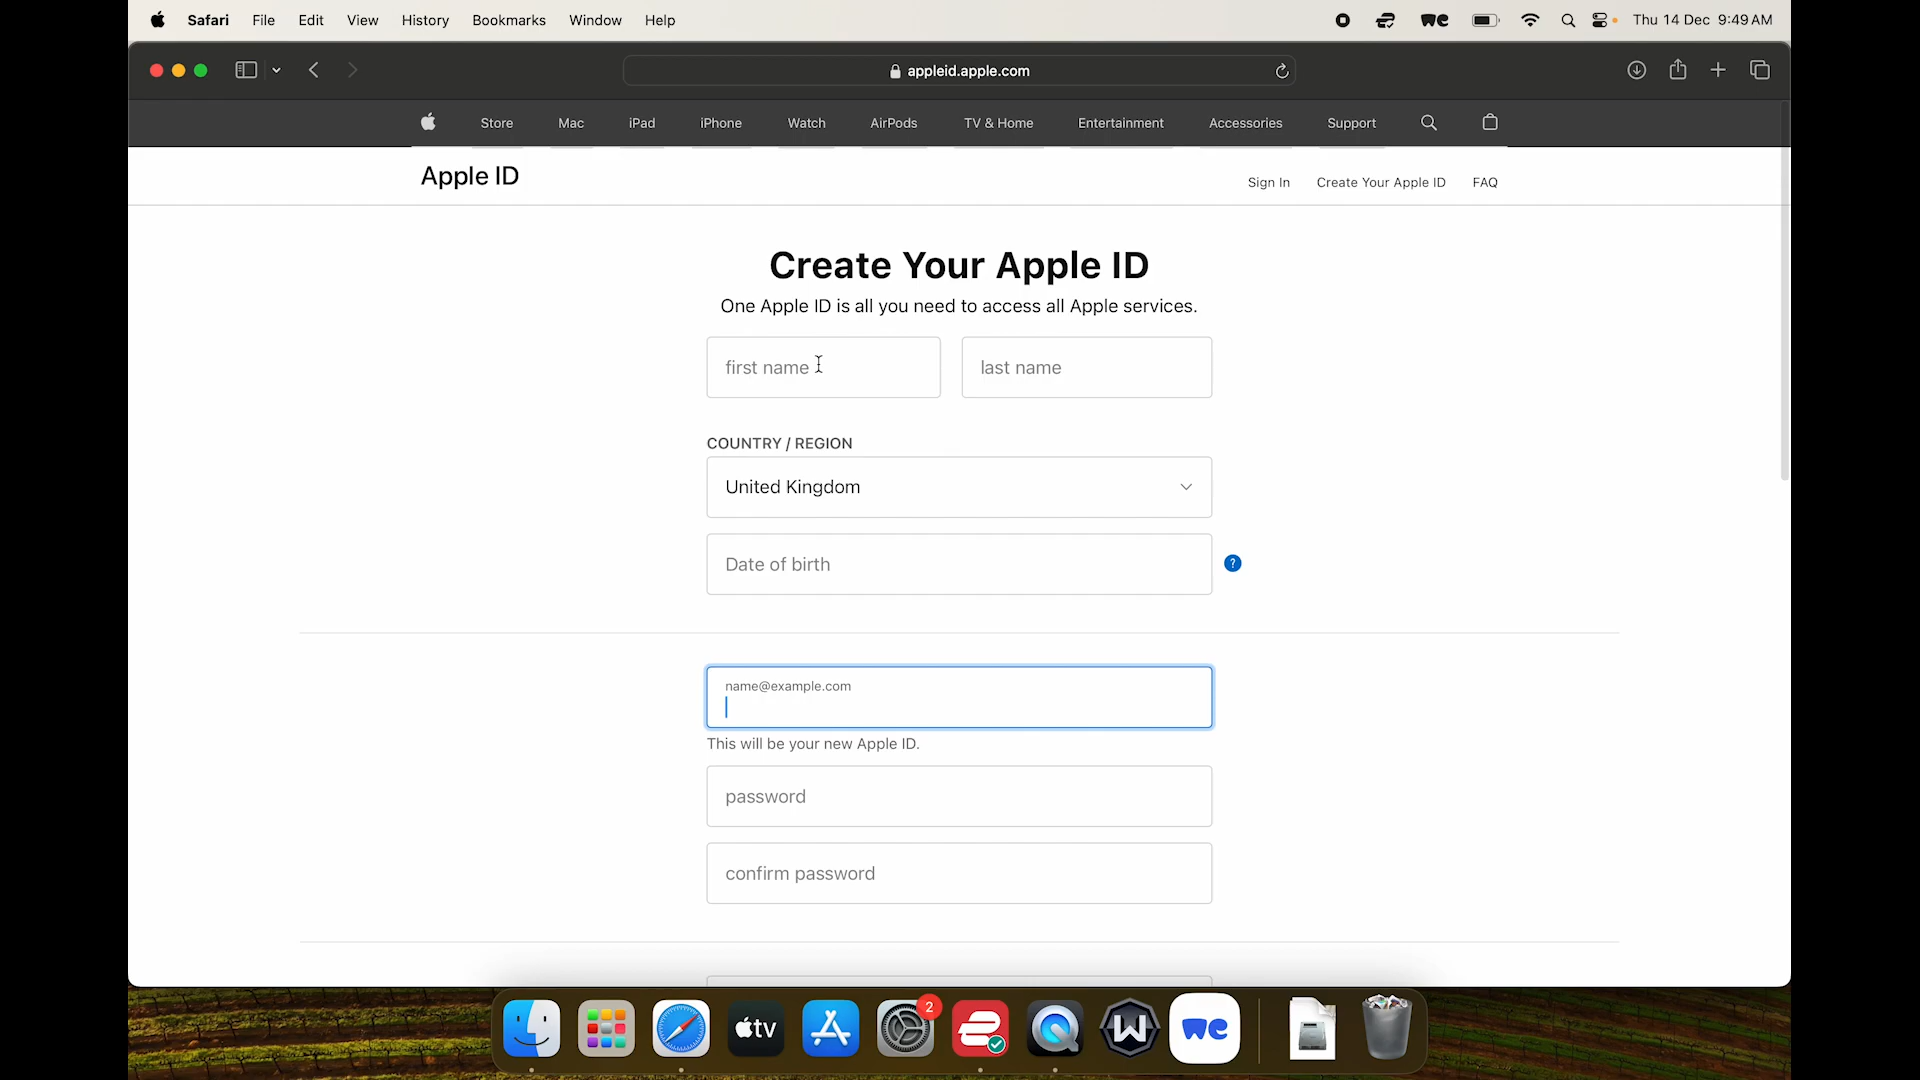 Safari File Edit View History Bookmarks Window Help Thu 14 Dec 9:49 AM
appleid.apple.com
Store Mac iPad iPhone Watch AirPods TV & Home Entertainment Accessories Support
Apple ID
Sign In Create Your Apple ID FAQ
Create Your Apple ID
One Apple ID is all you need to access all Apple services.
first name last name
COUNTRY / REGION
United Kingdom
Date of birth
?
name@example.com
This will be your new Apple ID.
password
confirm password
2
tv
W
we